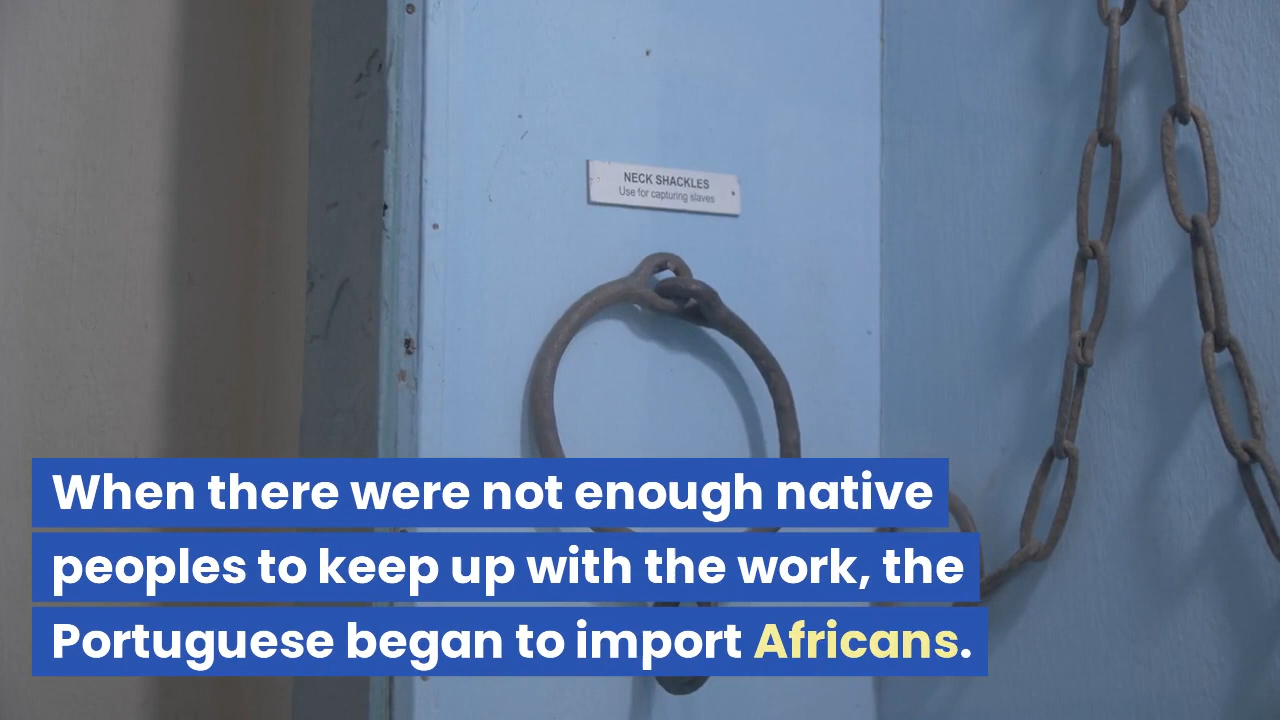 NECK SHACKLES
Use for capturing slaves
When there were not enough native
peoples to keep up with the work, the
Portuguese began to import Africans.